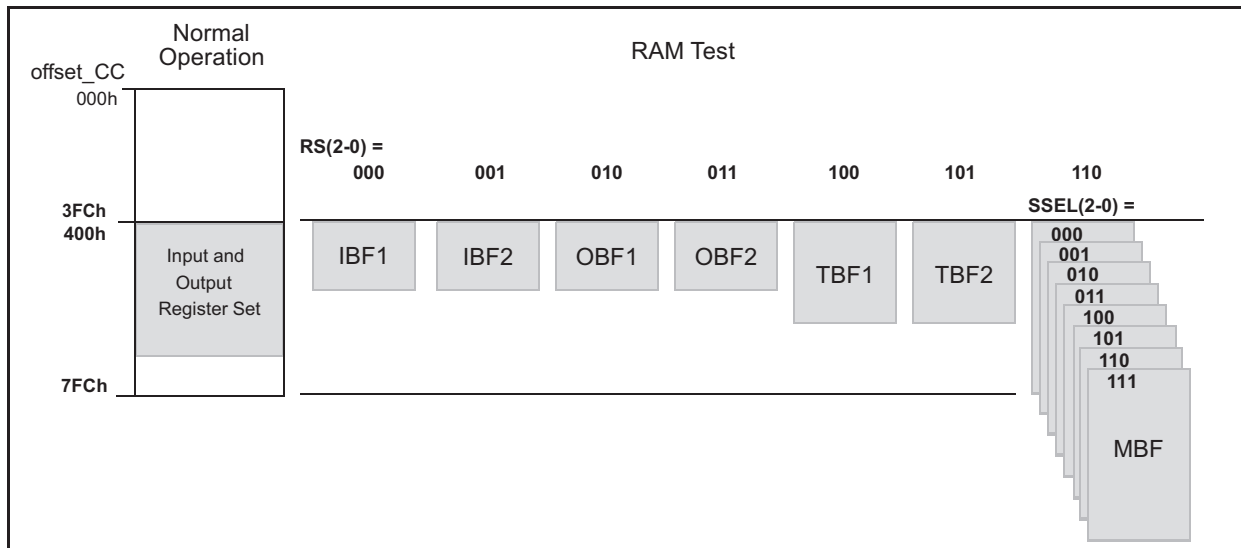 Normal
Operation
RAM Test
offset_CC
000h
RS(2-0) =
000 001 010 011 100 101 110
3FCh
SSEL(2-0) =
400h
Input and
Output
Register Set
IBF1 IBF2 OBF1 OBF2 TBF1 TBF2
000
001
010
011
100
101
110
7FCh
111
MBF